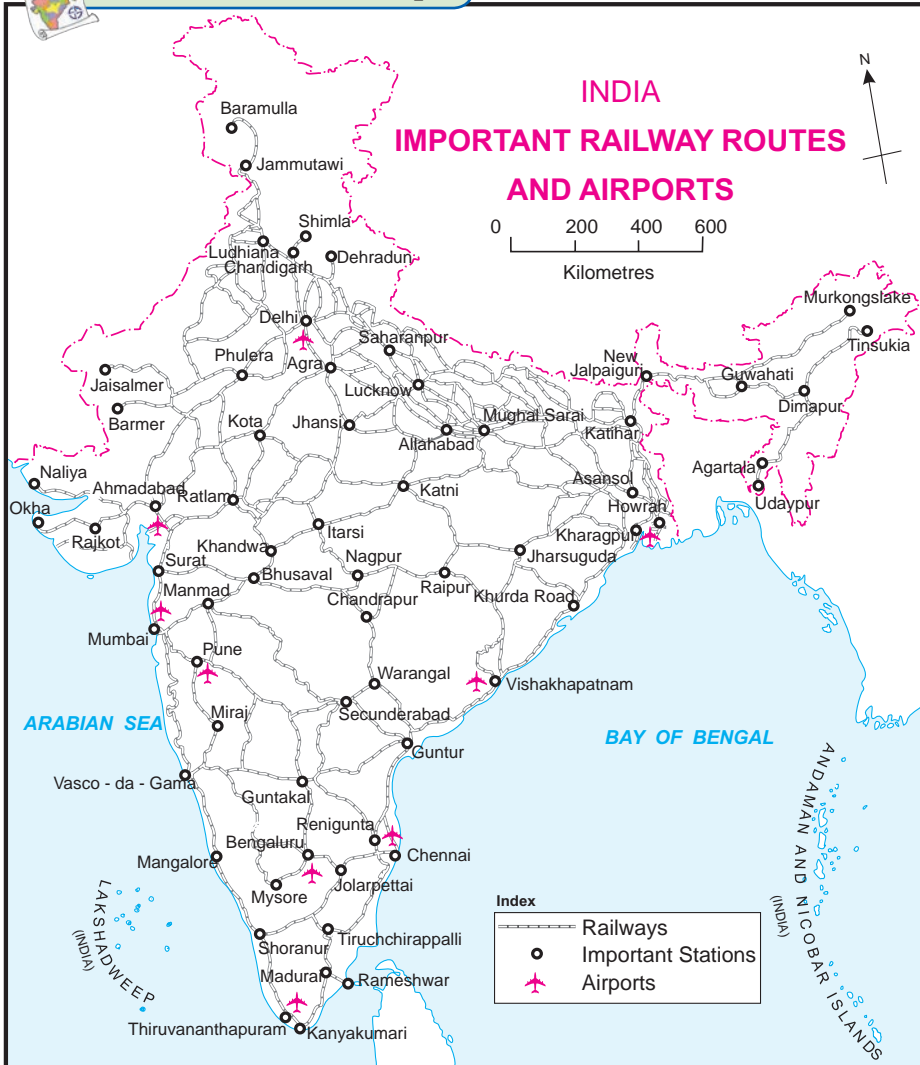 INDIA
IMPORTANT RAILWAY ROUTES
AND AIRPORTS
N
0 200 400 600
Kilometres
Baramulla
Jammutawi
Shimla
Ludhiana
Chandigarh
Dehradun
Delhi
Saharanpur
Murkongslake
Tinsukia
Phulera
Agra
Jaisalmer
Lucknow
New
Jalpaiguri
Guwahati
Dimapur
Barmer
Kota
Jhansi
Mughal Sarai
Allahabad
Katihar
Naliya
Ahmadabad
Ratlam
Katni
Asansol
Agartala
Okha
Howrah
Udaypur
Rajkot
Itarsi
Kharagpur
Khandwa
Nagpur
Jharsuguda
Surat
Bhusaval
Raipur
Manmad
Chandrapur
Khurda Road
Mumbai
Pune
Warangal
Vishakhapatnam
Miraj
Secunderabad
ARABIAN SEA
BAY OF BENGAL
Guntur
Vasco - da - Gama
Guntakal
Renigunta
Bengaluru
Chennai
Mangalore
Jolarpettai
Mysore
LAKSHADWEEP
(INDIA)
ANDAMAN AND NICOBAR ISLANDS
(INDIA)
Shoranur
Tiruchchirappalli
Madurai
Rameshwar
Thiruvananthapuram
Kanyakumari
Index
Railways
Important Stations
Airports